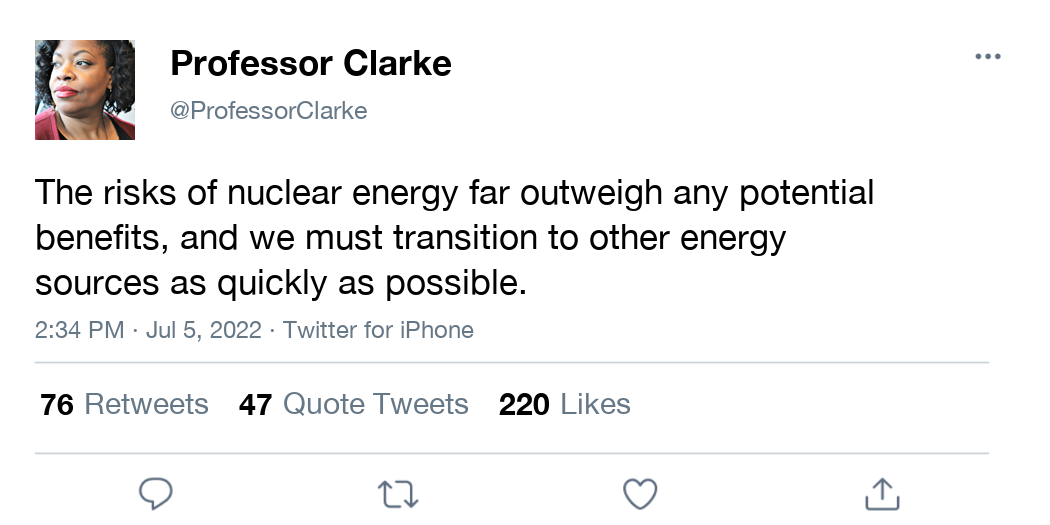 Professor Clarke
@ProfessorClarke
The risks of nuclear energy far outweigh any potential
benefits, and we must transition to other energy
sources as quickly as possible.
2:34 PM · Jul 5, 2022 · Twitter for iPhone
76 Retweets 47 Quote Tweets 220 Likes